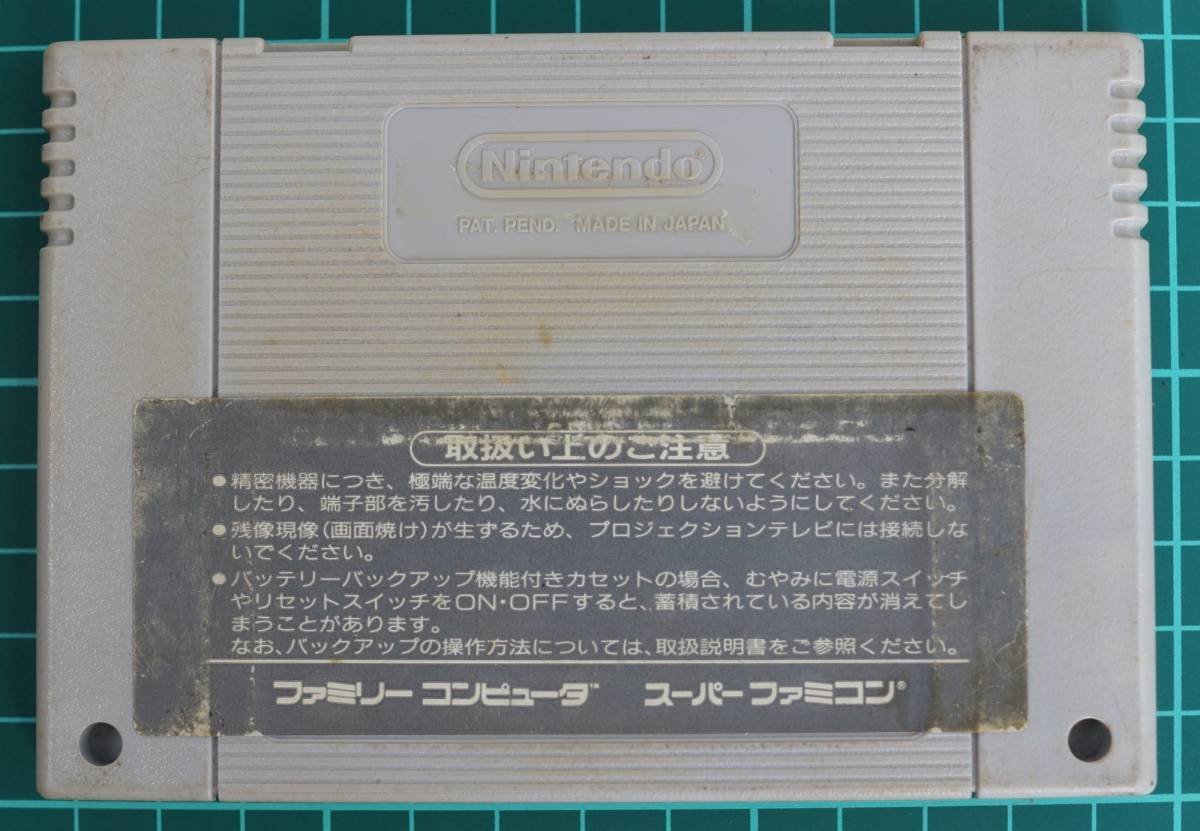 Nintendo®
PAT. PEND. MADE IN JAPAN
取扱い上のご注意
●精密機器につき、極端な温度変化やショックを避けてください。また分解
したり、端子部を汚したり、水にぬらしたりしないようにしてください。
●残像現像(画面焼け)が生ずるため、プロジェクションテレビには接続しな
いでください。
●バッテリーバックアップ機能付きカセットの場合、むやみに電源スイッチ
やリセットスイッチをON・OFFすると、蓄積されている内容が消えてし
まうことがあります。
なお、バックアップの操作方法については、取扱説明書をご参照ください。
ファミリーコンピュータ™ スーパーファミコン®